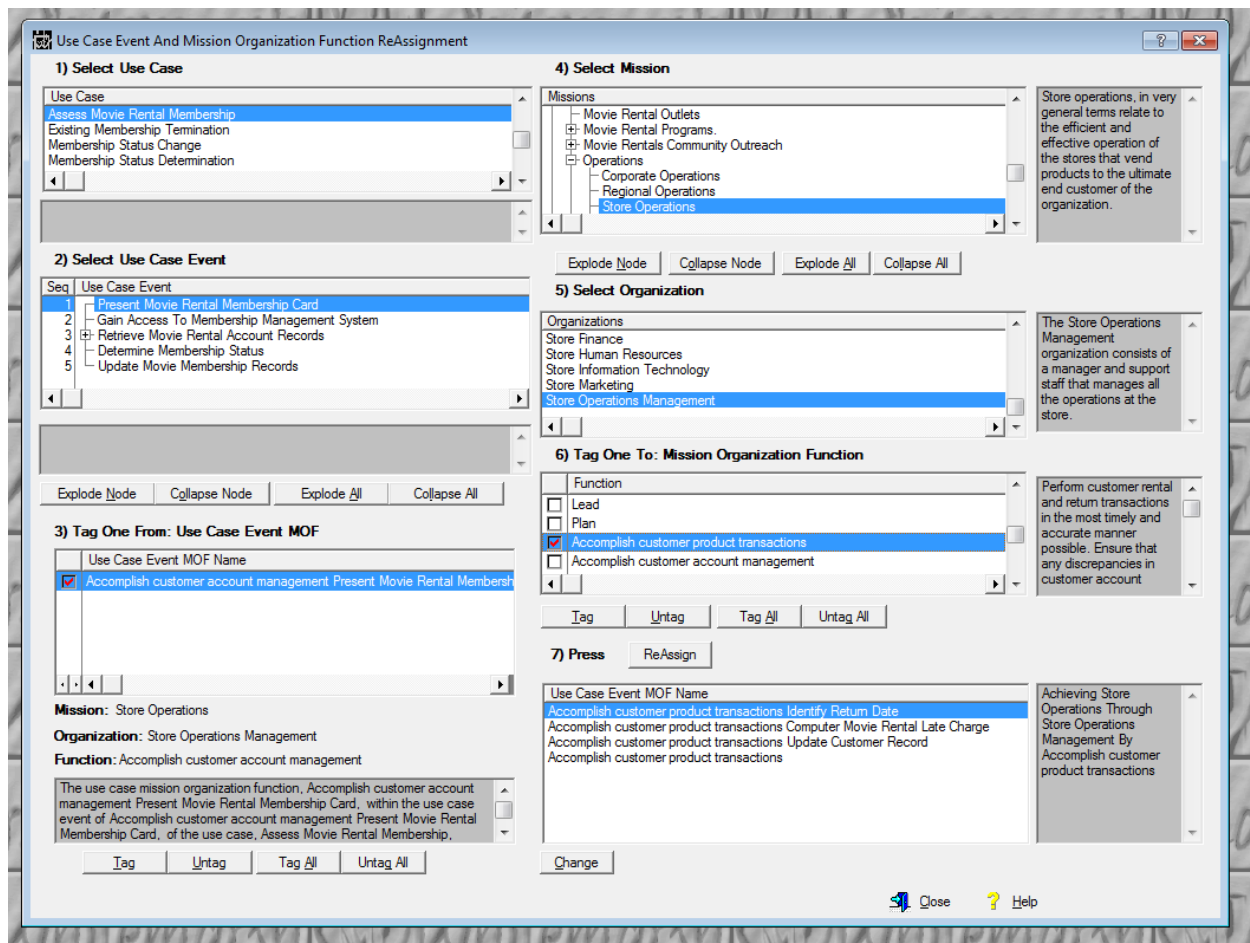 Use Case Event And Mission Organization Function ReAssignment
1) Select Use Case
Use Case
Assess Movie Rental Membership
Existing Membership Termination
Membership Status Change
Membership Status Determination
2) Select Use Case Event
Seq Use Case Event
1 Present Movie Rental Membership Card
2 Gain Access To Membership Management System
3 Retrieve Movie Rental Account Records
4 Determine Membership Status
5 Update Movie Membership Records
Explode Node Collapse Node Explode All Collapse All
3) Tag One From: Use Case Event MOF
Use Case Event MOF Name
Accomplish customer account management Present Movie Rental Membersh
Mission: Store Operations
Organization: Store Operations Management
Function: Accomplish customer account management
The use case mission organization function, Accomplish customer account
management Present Movie Rental Membership Card, within the use case
event of Accomplish customer account management Present Movie Rental
Membership Card, of the use case, Assess Movie Rental Membership,
Tag Untag Tag All Untag All
4) Select Mission
Missions
Movie Rental Outlets
Movie Rental Programs.
Movie Rentals Community Outreach
Operations
Corporate Operations
Regional Operations
Store Operations
Store operations, in very
general terms relate to
the efficient and
effective operation of
the stores that vend
products to the ultimate
end customer of the
organization.
Explode Node Collapse Node Explode All Collapse All
5) Select Organization
Organizations
Store Finance
Store Human Resources
Store Information Technology
Store Marketing
Store Operations Management
The Store Operations
Management
organization consists of
a manager and support
staff that manages all
the operations at the
store.
6) Tag One To: Mission Organization Function
Function
Lead
Plan
Accomplish customer product transactions
Accomplish customer account management
Perform customer rental
and return transactions
in the most timely and
accurate manner
possible. Ensure that
any discrepancies in
customer account
Tag Untag Tag All Untag All
7) Press ReAssign
Use Case Event MOF Name
Accomplish customer product transactions Identify Return Date
Accomplish customer product transactions Computer Movie Rental Late Charge
Accomplish customer product transactions Update Customer Record
Accomplish customer product transactions
Achieving Store
Operations Through
Store Operations
Management By
Accomplish customer
product transactions
Change
Close Help